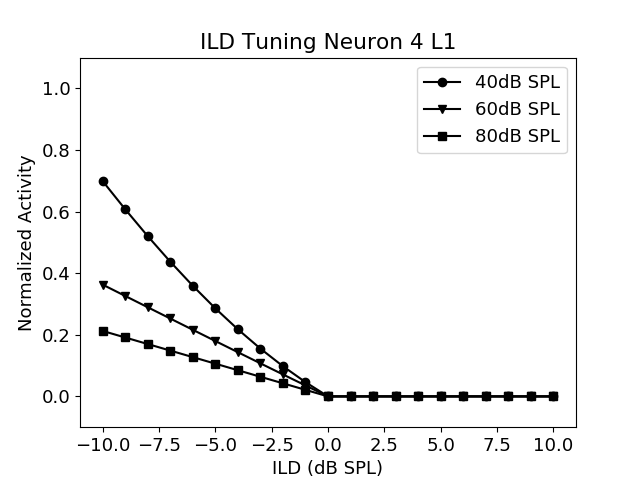 ILD Tuning Neuron 4 L1
40dB SPL
60dB SPL
80dB SPL
Normalized Activity
1.0
0.8
0.6
0.4
0.2
0.0
−10.0 −7.5 −5.0 −2.5 0.0 2.5 5.0 7.5 10.0
ILD (dB SPL)